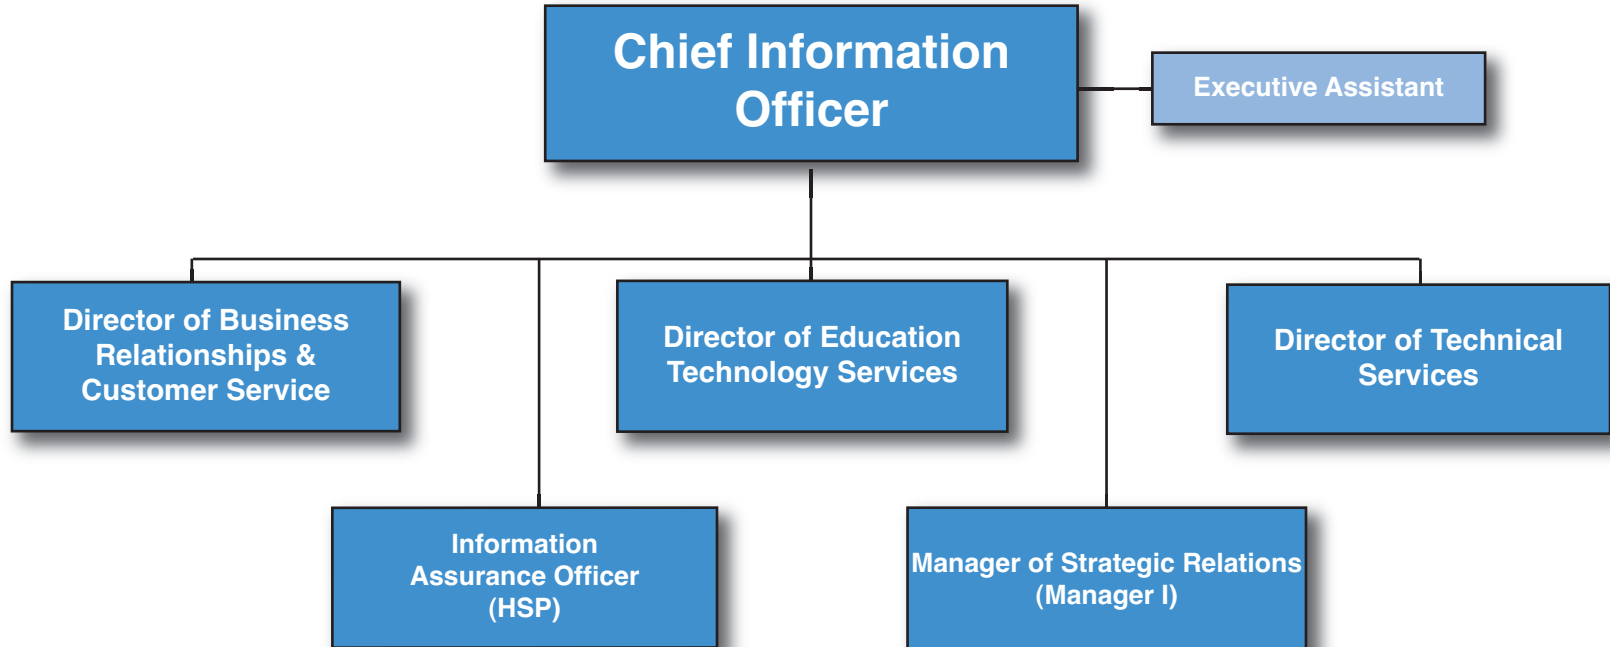 Chief Information
Officer
Executive Assistant
Director of Business
Relationships &
Customer Service
Director of Education
Technology Services
Director of Technical
Services
Information
Assurance Officer
(HSP)
Manager of Strategic Relations
(Manager I)